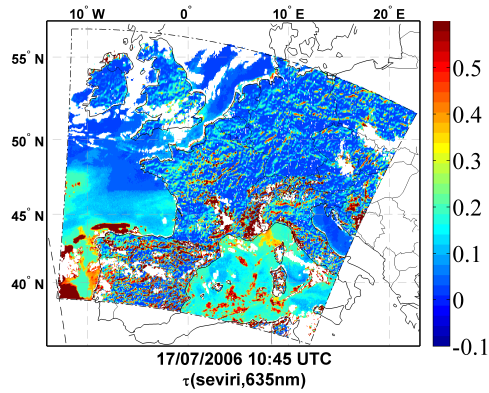 10° W 0° 10° E 20° E
55° N
50° N
45° N
40° N
0.5
0.4
0.3
0.2
0.1
0
-0.1
17/07/2006 10:45 UTC
τ(seviri,635nm)